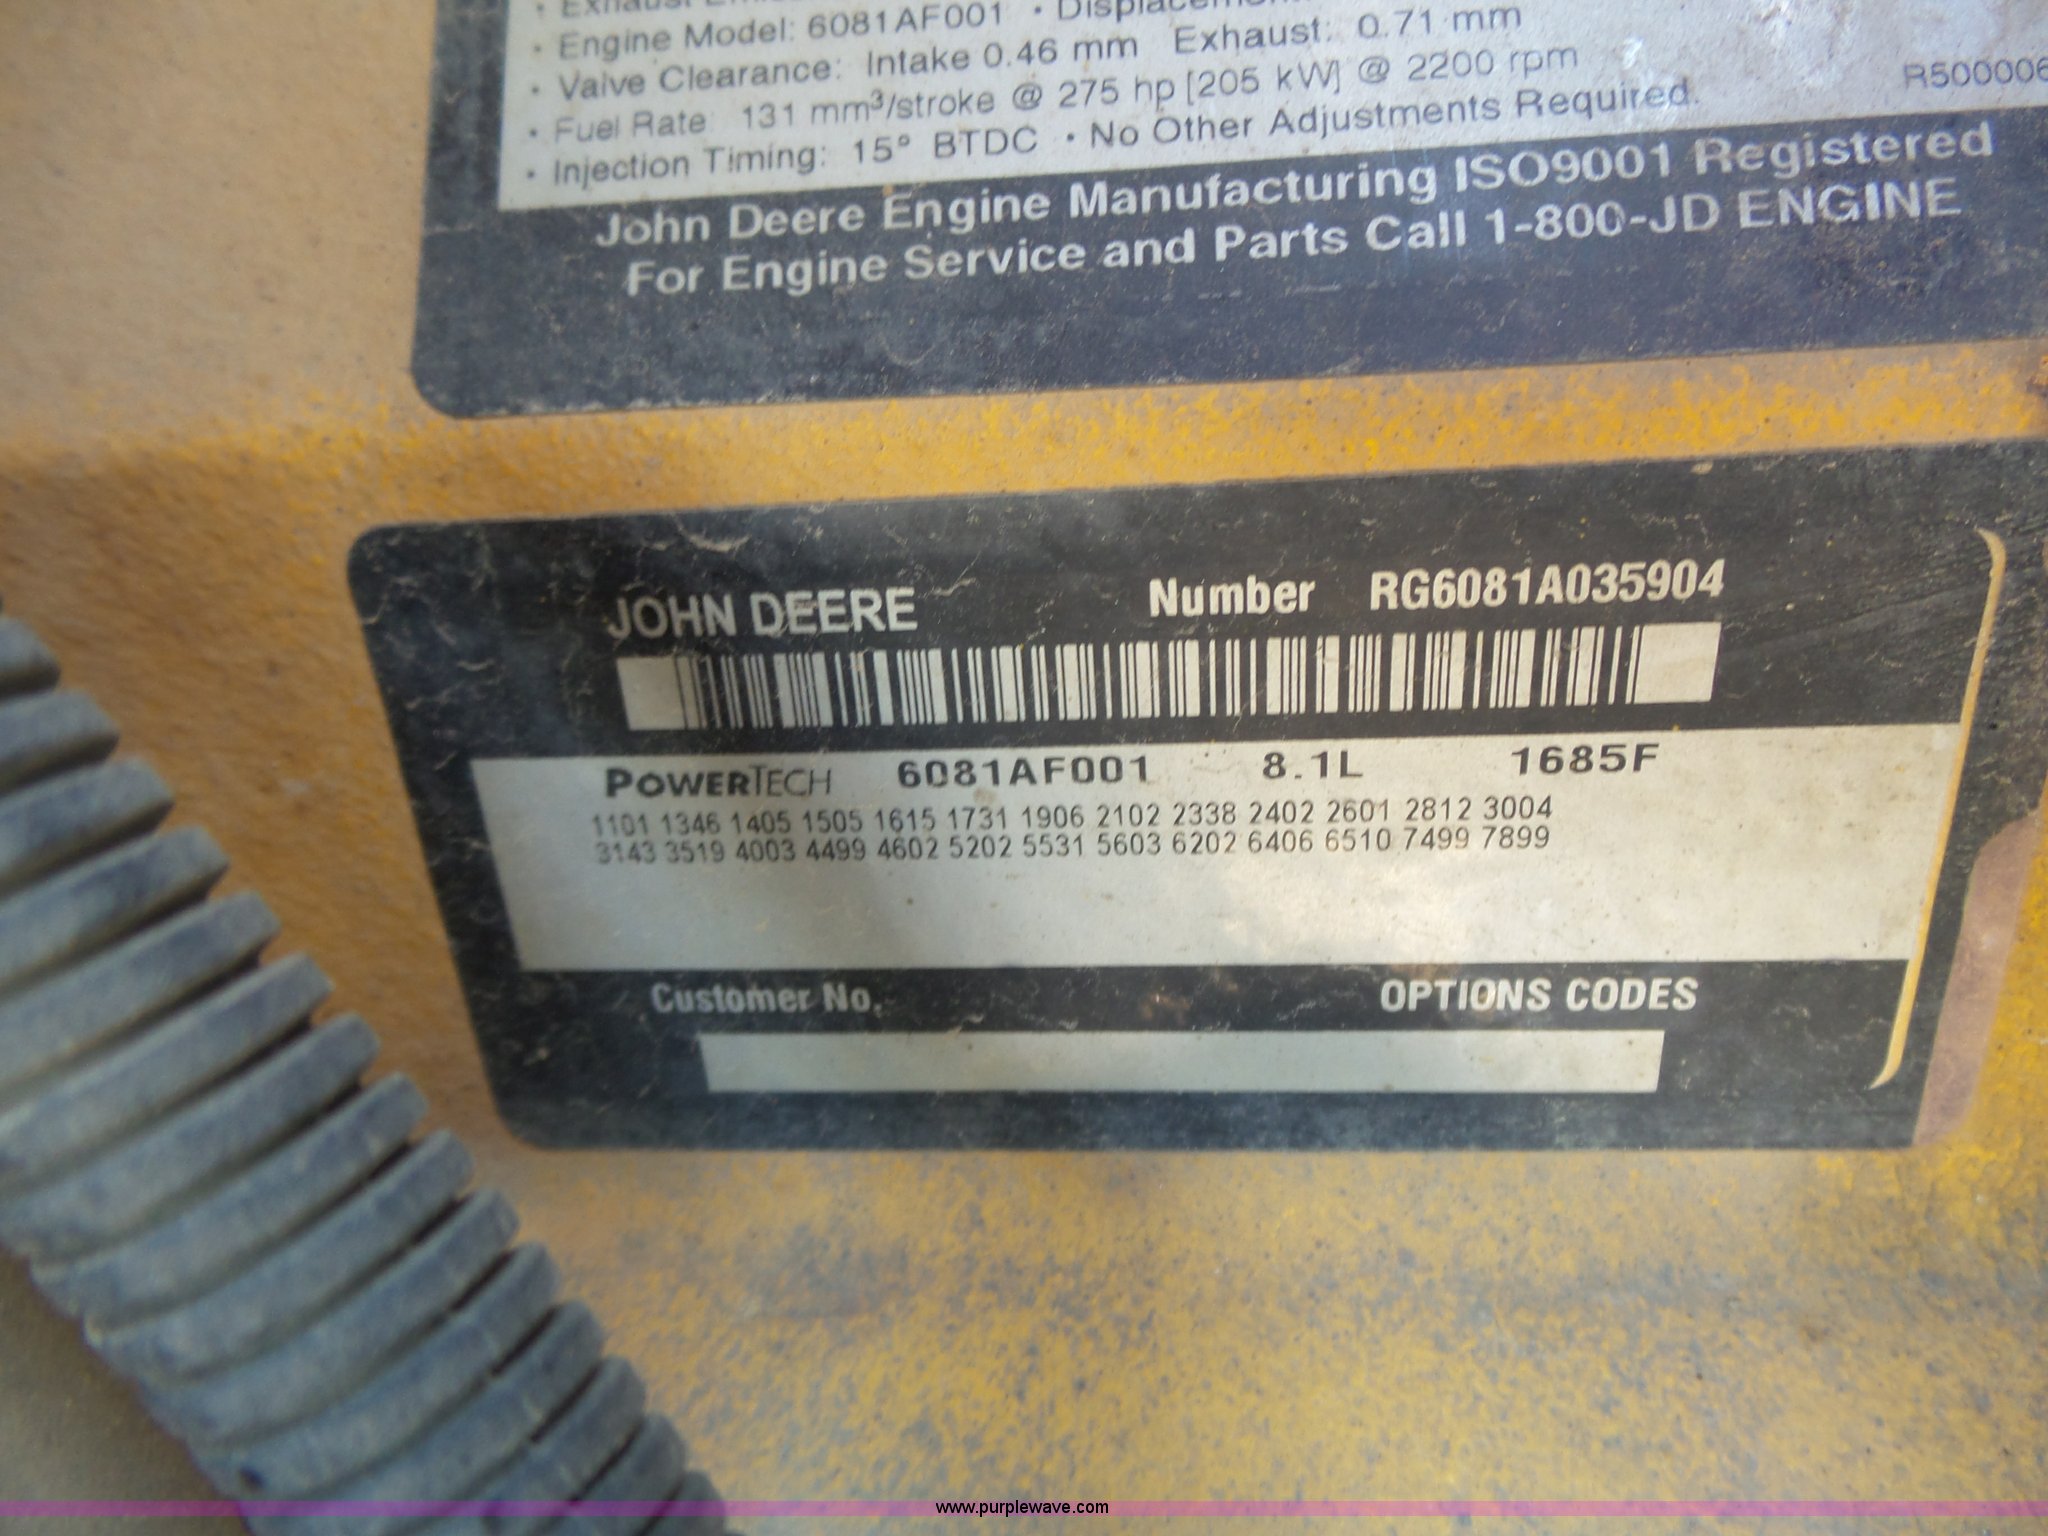 • Engine Model: 6081AF001 •
• Valve Clearance: Intake 0.46 mm Exhaust: 0.71 mm
• Fuel Rate: 131 mm³/stroke @ 275 hp [205 kW] @ 2200 rpm
• Injection Timing: 15° BTDC • No Other Adjustments Required.
R500006
John Deere Engine Manufacturing ISO9001 Registered
For Engine Service and Parts Call 1-800-JD ENGINE
JOHN DEERE Number RG6081A035904
POWERTECH 6081AF001 8.1L 1685F
1101 1346 1405 1505 1615 1731 1906 2102 2338 2402 2601 2812 3004
3143 3519 4003 4499 4602 5202 5531 5603 6202 6406 6510 7499 7899
Customer No. OPTIONS CODES
www.purplewave.com